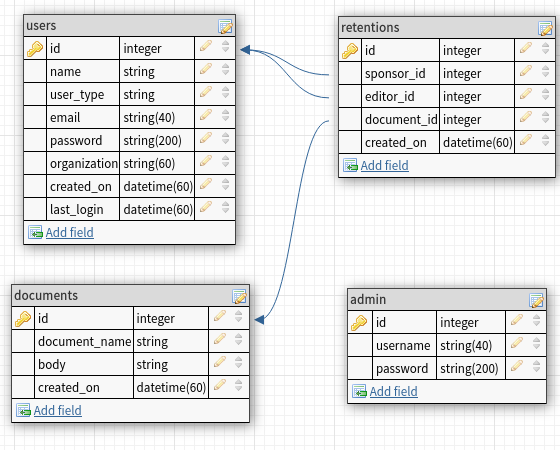 users
id integer
name string
user_type string
email string(40)
password string(200)
organization string(60)
created_on datetime(60)
last_login datetime(60)
Add field
retentions
id integer
sponsor_id integer
editor_id integer
document_id integer
created_on datetime(60)
Add field
documents
id integer
document_name string
body string
created_on datetime(60)
Add field
admin
id integer
username string(40)
password string(200)
Add field